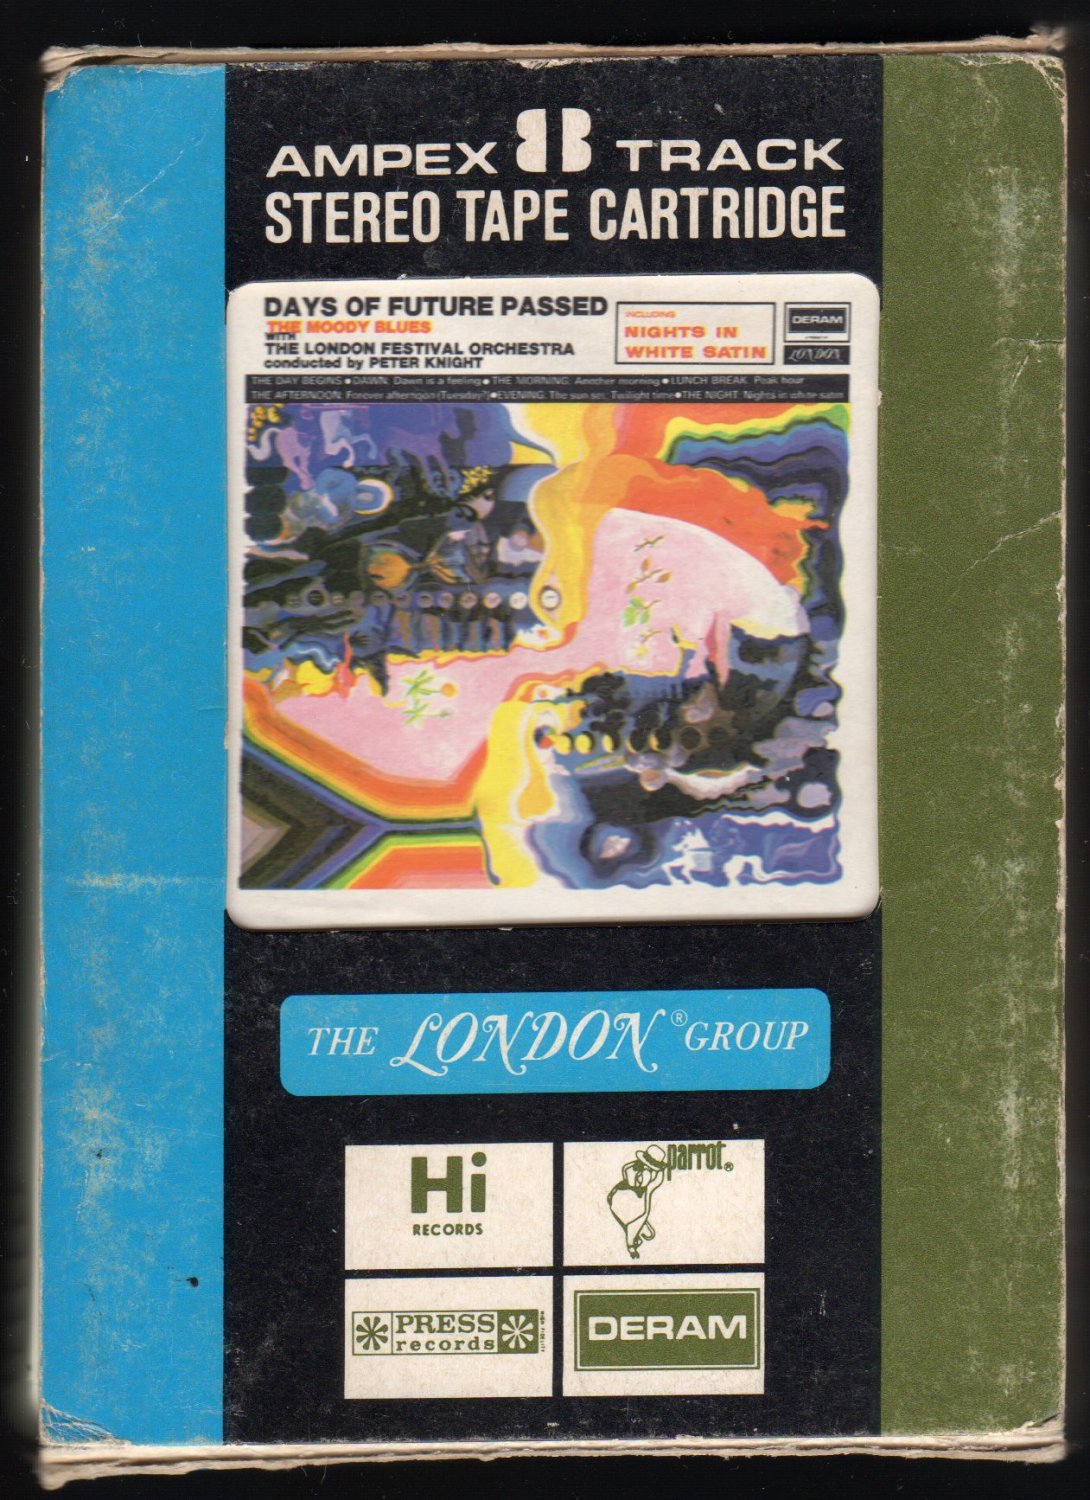 AMPEX 8 TRACK
STEREO TAPE CARTRIDGE
DAYS OF FUTURE PASSED
THE MOODY BLUES
WITH
THE LONDON FESTIVAL ORCHESTRA
conducted by PETER KNIGHT
INCLUDING
NIGHTS IN
WHITE SATIN
DERAM
LONDON
THE DAY BEGINS ● DAWN: Dawn is a feeling ● THE MORNING: Another morning ● LUNCH BREAK: Peak hour
THE AFTERNOON: Forever afternoon (Tuesday?) ● EVENING: The sun set: Twilight time ● THE NIGHT: Nights in white satin
THE LONDON® GROUP
Hi
RECORDS
parrot®
PRESS
records
DERAM